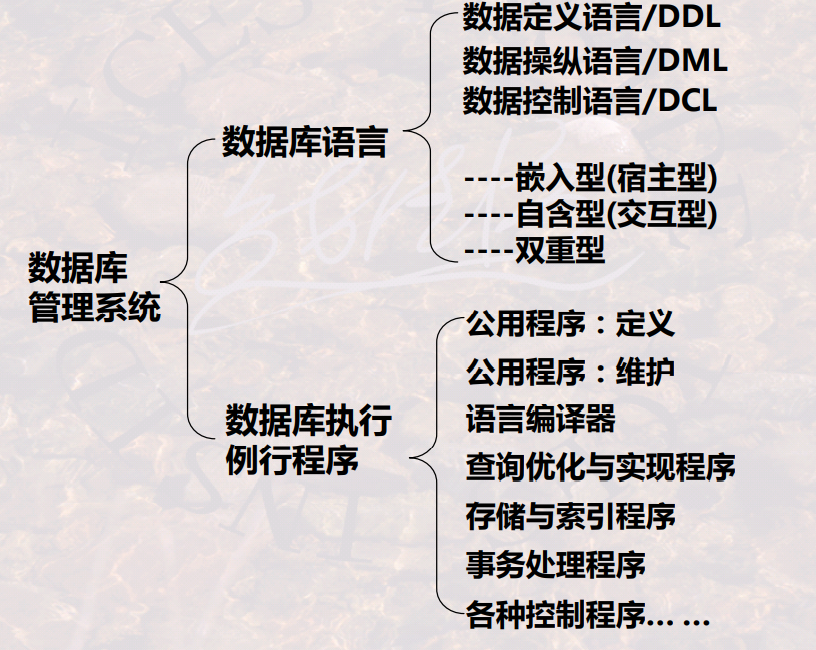 数据定义语言/DDL
数据操纵语言/DML
数据控制语言/DCL
数据库语言
----嵌入型(宿主型)
----自含型(交互型)
----双重型
数据库
管理系统
公用程序：定义
公用程序：维护
数据库执行
例行程序
语言编译器
查询优化与实现程序
存储与索引程序
事务处理程序
各种控制程序... ...